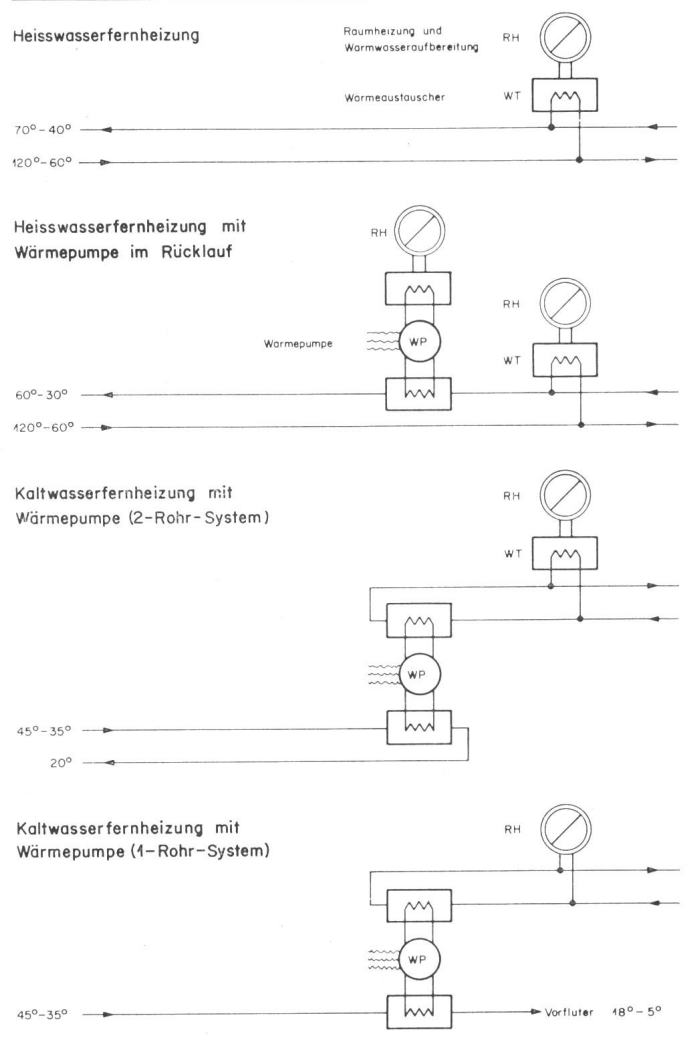 Heisswasserfernheizung
Raumheizung und
Warmwasseraufbereitung
RH
Wärmeaustauscher
WT
70°-40°
120°-60°
Heisswasserfernheizung mit
Wärmepumpe im Rücklauf
RH
RH
Wärmepumpe
WP
WT
60°-30°
120°-60°
Kaltwasserfernheizung mit
Wärmepumpe (2-Rohr-System)
RH
WT
WP
45°-35°
20°
Kaltwasserfernheizung mit
Wärmepumpe (1-Rohr-System)
RH
WP
45°-35°
Vorfluter 18°-5°